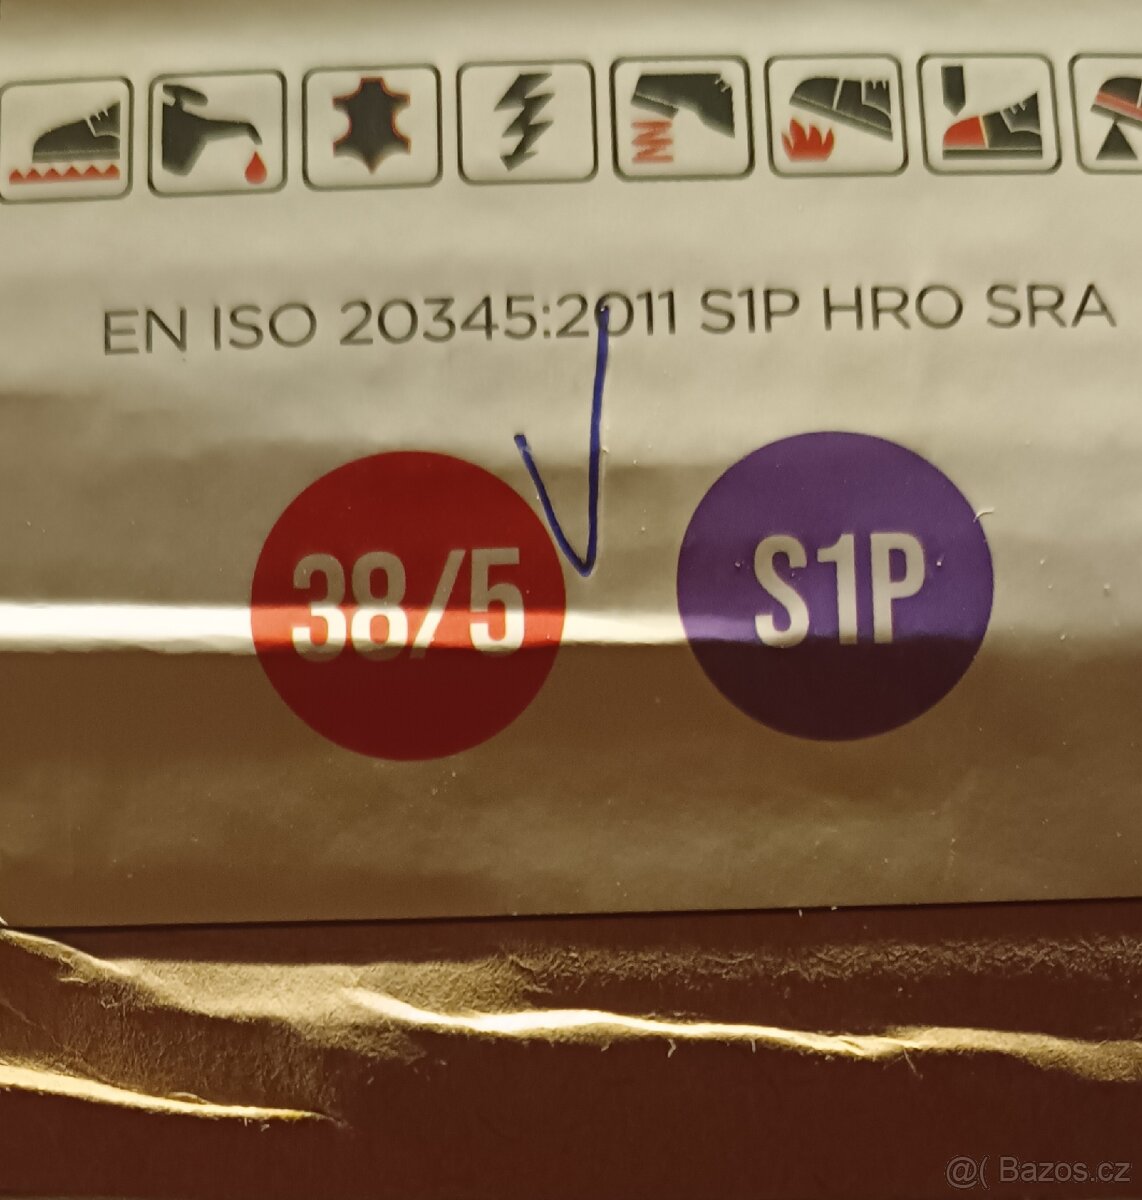 EN ISO 20345:2011 S1P HRO SRA
38/5
S1P
@( Bazos.cz